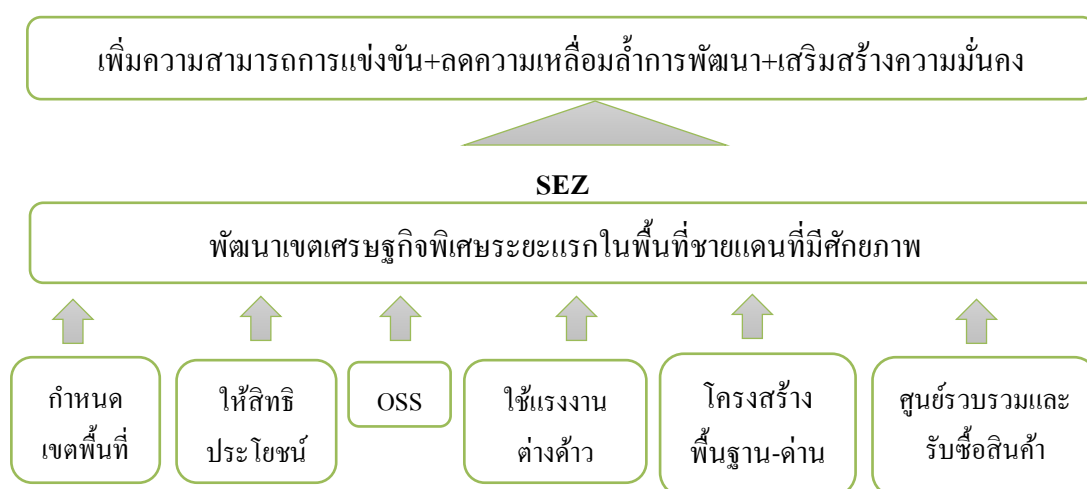 เพิ่มความสามารถการแข่งขัน+ลดความเหลื่อมล้ำการพัฒนา+เสริมสร้างความมั่นคง
SEZ
พัฒนาเขตเศรษฐกิจพิเศษระยะแรกในพื้นที่ชายแดนที่มีศักยภาพ
กำหนด
เขตพื้นที่
ให้สิทธิ
ประโยชน์
OSS
ใช้แรงงาน
ต่างด้าว
โครงสร้าง
พื้นฐาน-ด่าน
ศูนย์รวบรวมและ
รับซื้อสินค้า